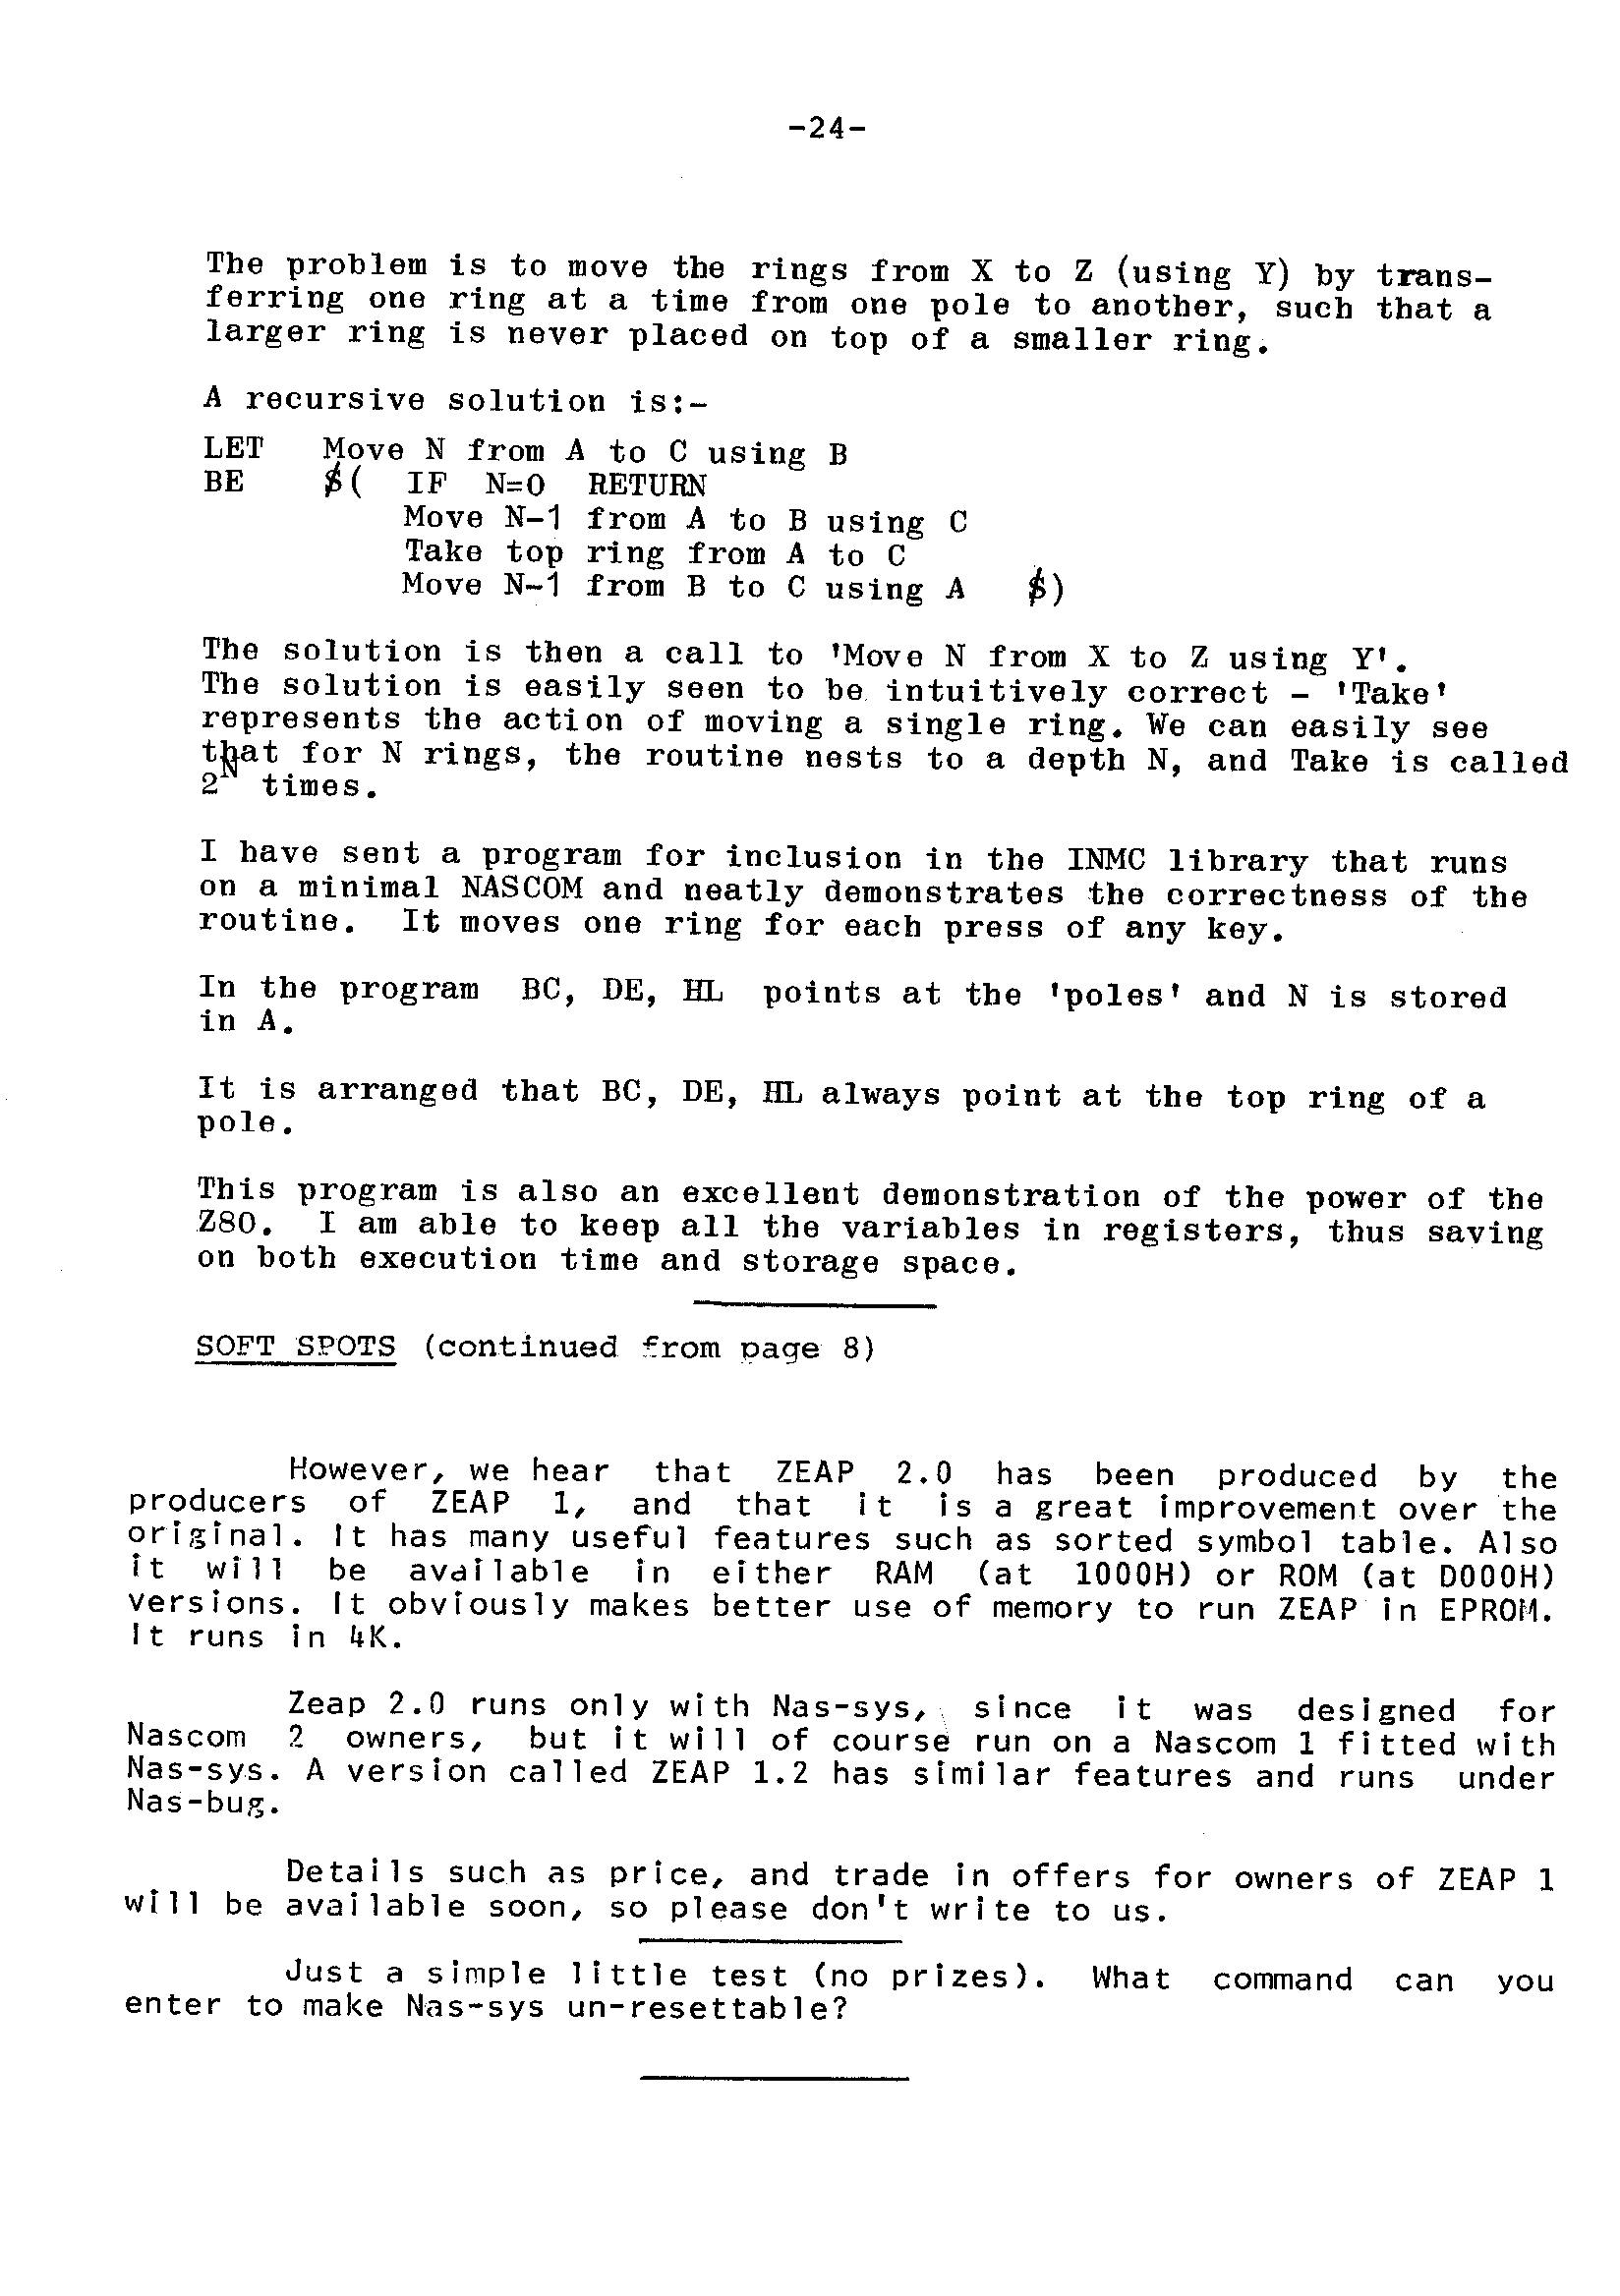 -24-
The problem is to move the rings from X to Z (using Y) by trans-
ferring one ring at a time from one pole to another, such that a
larger ring is never placed on top of a smaller ring.
A recursive solution is:-
LET Move N from A to C using B
BE $( IF N=0 RETURN
Move N-1 from A to B using C
Take top ring from A to C
Move N-1 from B to C using A $)
The solution is then a call to 'Move N from X to Z using Y'.
The solution is easily seen to be intuitively correct - 'Take'
represents the action of moving a single ring. We can easily see
that for N rings, the routine nests to a depth N, and Take is called
2^N times.
I have sent a program for inclusion in the INMC library that runs
on a minimal NASCOM and neatly demonstrates the correctness of the
routine. It moves one ring for each press of any key.
In the program BC, DE, HL points at the 'poles' and N is stored
in A.
It is arranged that BC, DE, HL always point at the top ring of a
pole.
This program is also an excellent demonstration of the power of the
Z80. I am able to keep all the variables in registers, thus saving
on both execution time and storage space.
SOFT SPOTS (continued from page 8)
However, we hear that ZEAP 2.0 has been produced by the
producers of ZEAP 1, and that it is a great improvement over the
original. It has many useful features such as sorted symbol table. Also
it will be available in either RAM (at 1000H) or ROM (at D000H)
versions. It obviously makes better use of memory to run ZEAP in EPROM.
It runs in 4K.
Zeap 2.0 runs only with Nas-sys, since it was designed for
Nascom 2 owners, but it will of course run on a Nascom 1 fitted with
Nas-sys. A version called ZEAP 1.2 has similar features and runs under
Nas-bug.
Details such as price, and trade in offers for owners of ZEAP 1
will be available soon, so please don't write to us.
Just a simple little test (no prizes). What command can you
enter to make Nas-sys un-resettable?